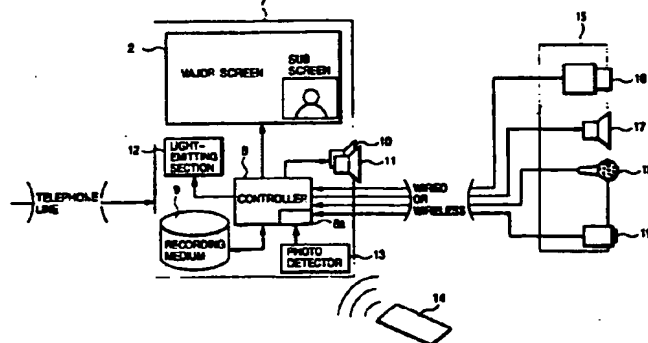 2
MAJOR SCREEN
SUB
SCREEN
15
16
17
12
LIGHT-
EMITTING
SECTION
8
10
11
CONTROLLER
8a
TELEPHONE
LINE
WIRED
OR
WIRELESS
9
RECORDING
MEDIUM
PHOTO
DETECTOR
13
14